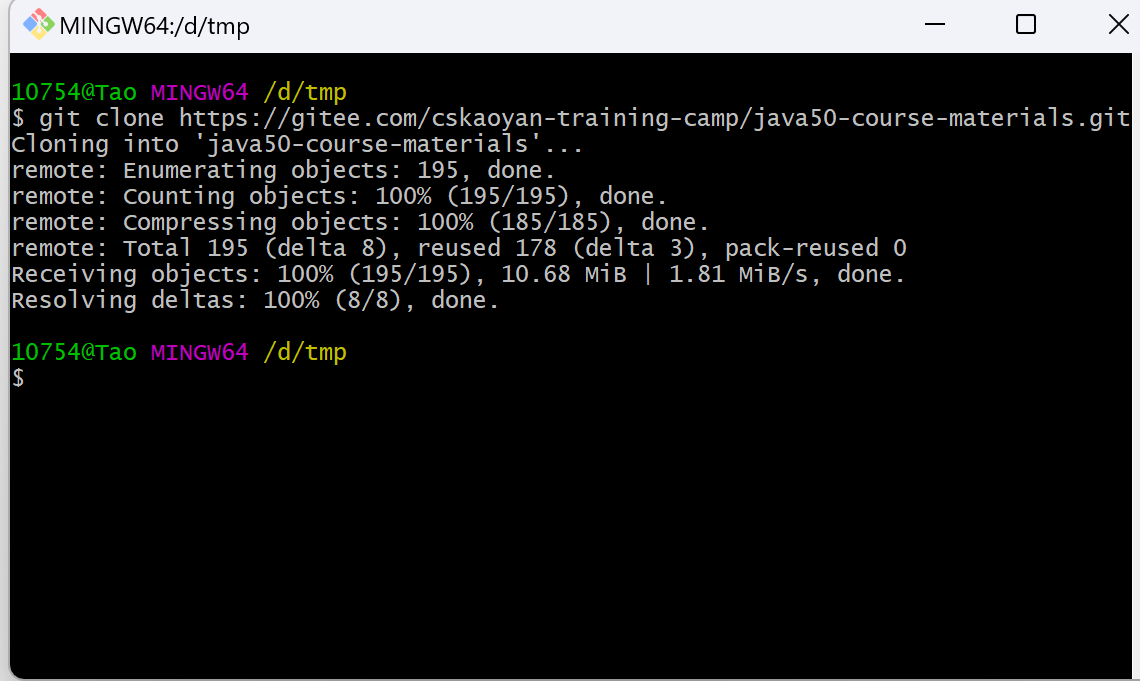 MINGW64:/d/tmp
10754@Tao MINGW64 /d/tmp
$ git clone https://gitee.com/cskaoyan-training-camp/java50-course-materials.git
Cloning into 'java50-course-materials'...
remote: Enumerating objects: 195, done.
remote: Counting objects: 100% (195/195), done.
remote: Compressing objects: 100% (185/185), done.
remote: Total 195 (delta 8), reused 178 (delta 3), pack-reused 0
Receiving objects: 100% (195/195), 10.68 MiB | 1.81 MiB/s, done.
Resolving deltas: 100% (8/8), done.
10754@Tao MINGW64 /d/tmp
$